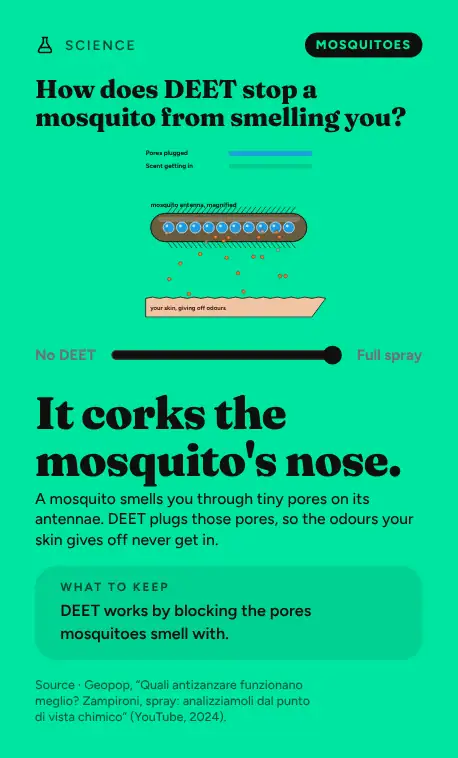 SCIENCE
MOSQUITOES
How does DEET stop a
mosquito from smelling you?
Pores plugged
Scent getting in
mosquito antenna, magnified
your skin, giving off odours
No DEET
Full spray
It corks the
mosquito's nose.
A mosquito smells you through tiny pores on its
antennae. DEET plugs those pores, so the odours your
skin gives off never get in.
WHAT TO KEEP
DEET works by blocking the pores
mosquitoes smell with.
Source · Geopop, “Quali antizanzare funzionano
meglio? Zampironi, spray: analizziamoli dal punto
di vista chimico” (YouTube, 2024).